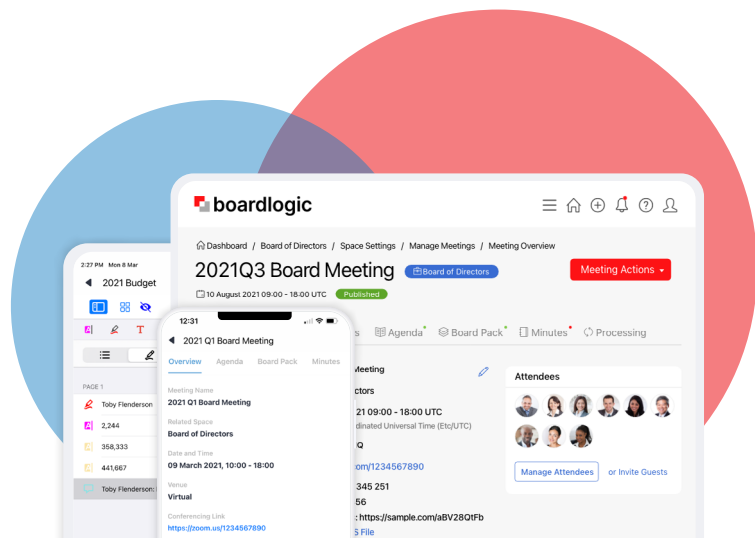 boardlogic
Dashboard / Board of Directors / Space Settings / Manage Meetings / Meeting Overview
2021Q3 Board Meeting
Board of Directors
Meeting Actions
10 August 2021 09:00 - 18:00 UTC
Published
Agenda
Board Pack
Minutes
Processing
Meeting
21 09:00 - 18:00 UTC
(Etc/UTC)
Universal Time
com/1234567890
345 251
56
: https://sample.com/aBV28QtFb
File
Attendees
Manage Attendees
or Invite Guests
2:27 PM Mon 8 Mar
2021 Budget
T
PAGE 1
Toby Flenderson
2,244
358,333
441,667
Toby Flenderson:
12:31
2021 Q1 Board Meeting
Overview Agenda Board Pack Minutes
Meeting Name
2021 Q1 Board Meeting
Related Space
Board of Directors
Date and Time
09 March 2021, 10:00 - 18:00
Venue
Virtual
Conferencing Link
https://zoom.us/1234567890